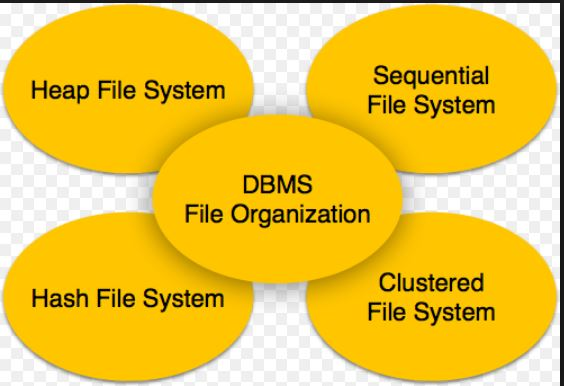 Heap File System
Sequential
File System
DBMS
File Organization
Hash File System
Clustered
File System